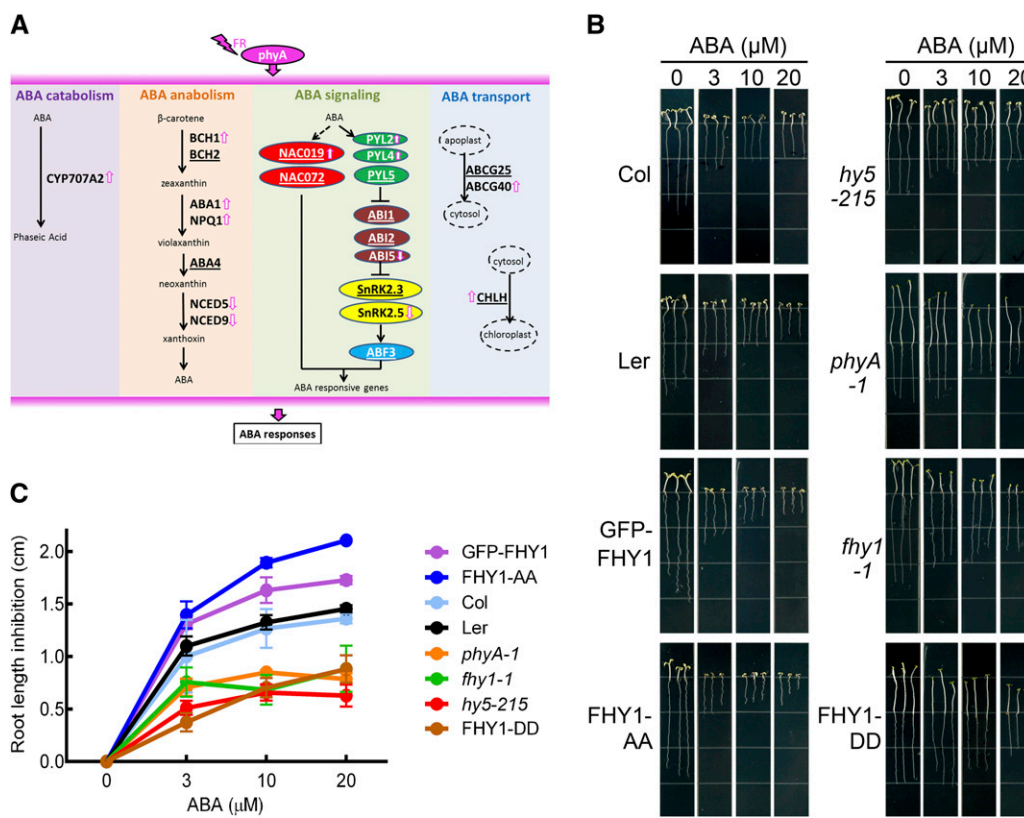 A
FR
phyA
ABA catabolism
ABA
CYP707A2⇧
Phaseic Acid
ABA anabolism
β-carotene
BCH1⇧
BCH2
zeaxanthin
ABA1⇧
NPQ1⇧
violaxanthin
ABA4
neoxanthin
NCED5⇩
NCED9⇩
xanthoxin
ABA
ABA signaling
ABA
NAC019⬆
NAC072
PYL2⬆
PYL4⬆
PYL5
ABI1
ABI2
ABI5⬇
SnRK2.3
SnRK2.5⇩
ABF3
ABA responsive genes
ABA transport
apoplast
ABCG25
ABCG40⇧
cytosol
cytosol
⇧CHLH
chloroplast
ABA responses
B
ABA (µM)
0 3 10 20
Col
Ler
GFP-
FHY1
FHY1-
AA
ABA (µM)
0 3 10 20
hy5
-215
phyA
-1
fhy1
-1
FHY1-
DD
C
Root length inhibition (cm)
2.0
1.5
1.0
0.5
0.0
0 3 10 20
ABA (µM)
GFP-FHY1
FHY1-AA
Col
Ler
phyA-1
fhy1-1
hy5-215
FHY1-DD